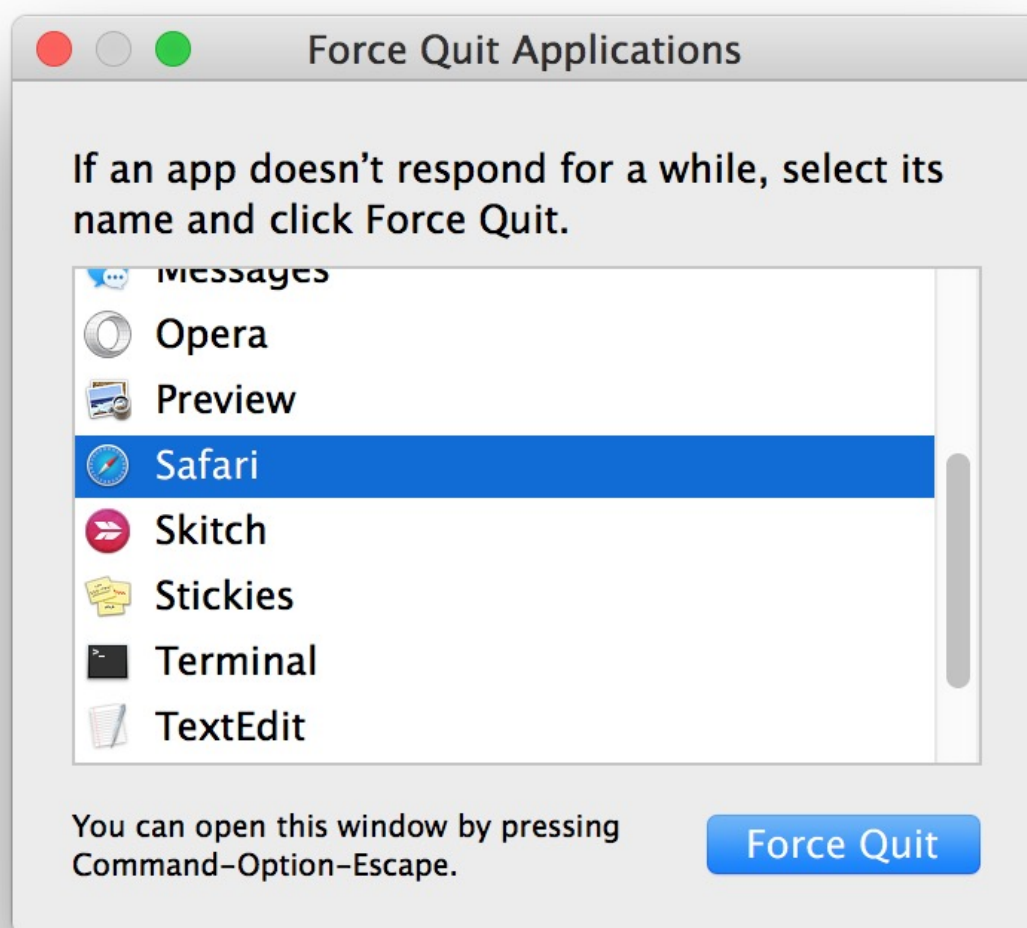 Force Quit Applications
If an app doesn’t respond for a while, select its
name and click Force Quit.
Messages
Opera
Preview
Safari
Skitch
Stickies
Terminal
TextEdit
You can open this window by pressing
Command-Option-Escape.
Force Quit